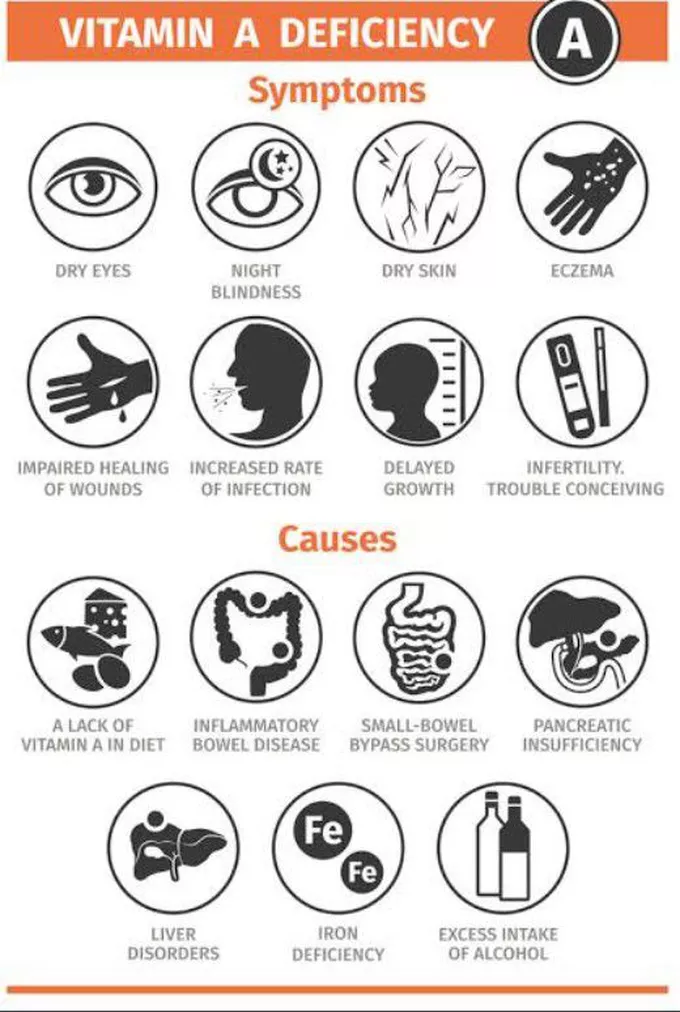 VITAMIN A DEFICIENCY
A
Symptoms
DRY EYES
NIGHT
BLINDNESS
DRY SKIN
ECZEMA
IMPAIRED HEALING
OF WOUNDS
INCREASED RATE
OF INFECTION
DELAYED
GROWTH
INFERTILITY.
TROUBLE CONCEIVING
Causes
A LACK OF
VITAMIN A IN DIET
INFLAMMATORY
BOWEL DISEASE
SMALL-BOWEL
BYPASS SURGERY
PANCREATIC
INSUFFICIENCY
Fe
Fe
LIVER
DISORDERS
IRON
DEFICIENCY
EXCESS INTAKE
OF ALCOHOL